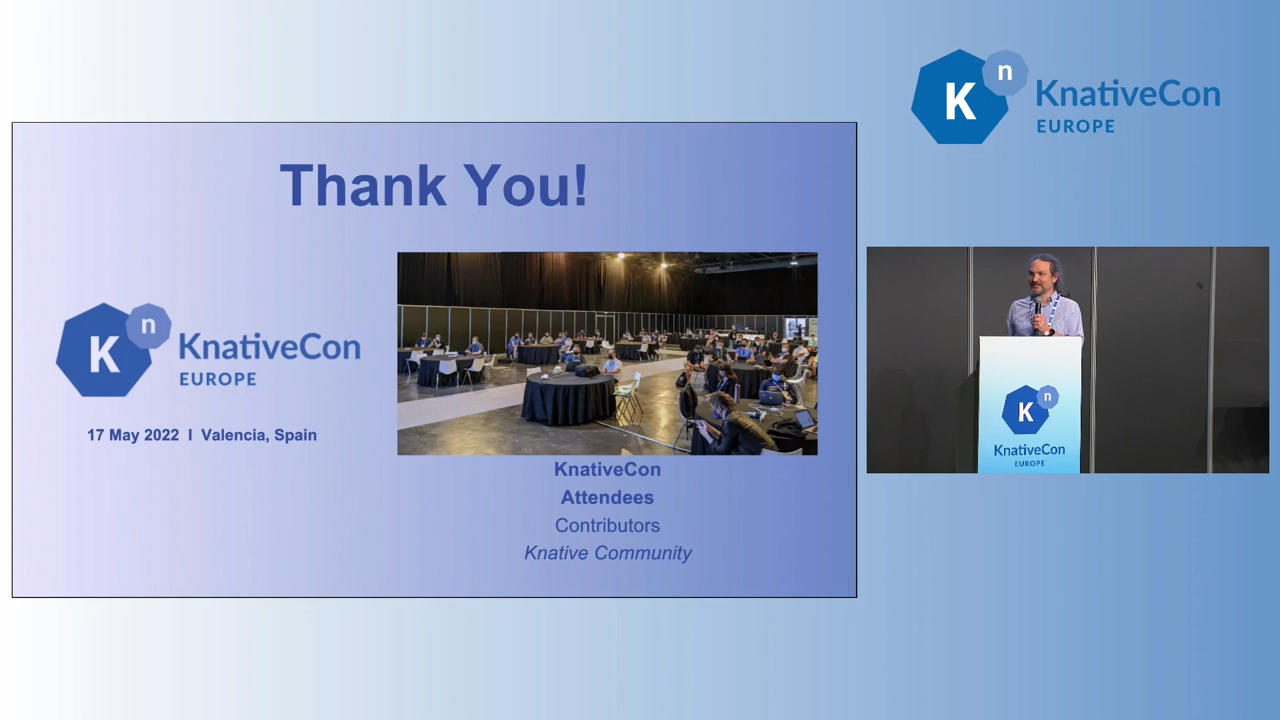 K n KnativeCon
EUROPE
Thank You!
K n KnativeCon
EUROPE
17 May 2022 I Valencia, Spain
KnativeCon
Attendees
Contributors
Knative Community
K n
KnativeCon
EUROPE